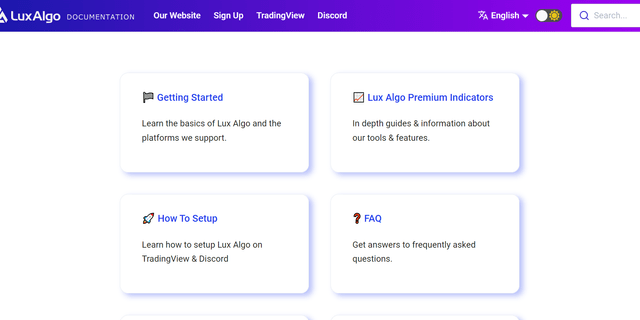 LuxAlgo DOCUMENTATION Our Website Sign Up TradingView Discord English Search...
Getting Started
Learn the basics of Lux Algo and the
platforms we support.
Lux Algo Premium Indicators
In depth guides & information about
our tools & features.
How To Setup
Learn how to setup Lux Algo on
TradingView & Discord
FAQ
Get answers to frequently asked
questions.